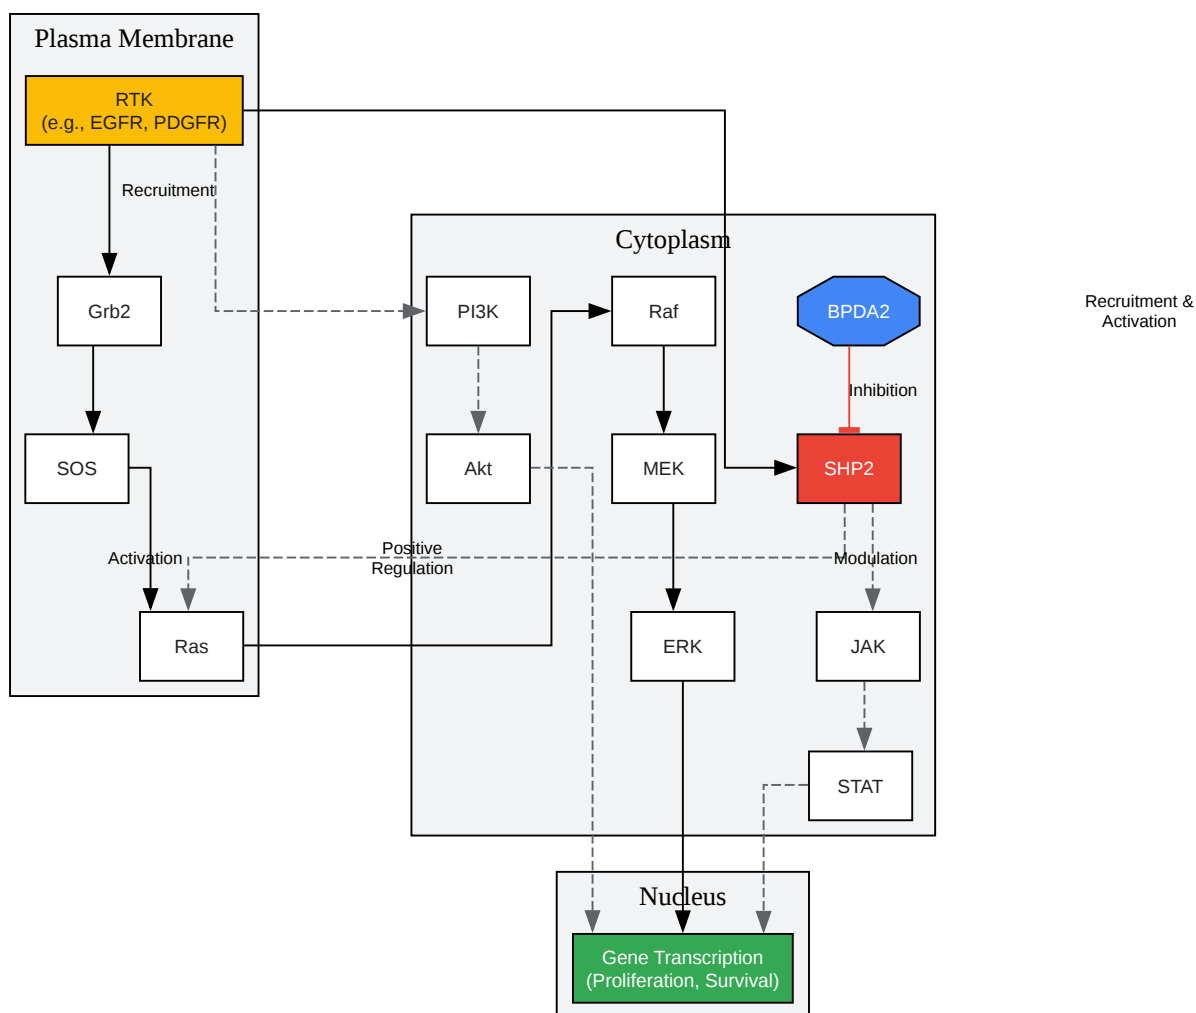 Plasma Membrane
RTK
(e.g., EGFR, PDGFR)
Recruitment
Cytoplasm
Grb2
PI3K
Raf
BPDA2
Recruitment &
Activation
Inhibition
SOS
Akt
MEK
SHP2
Activation
Positive
Regulation
Modulation
Ras
ERK
JAK
STAT
Nucleus
Gene Transcription
(Proliferation, Survival)